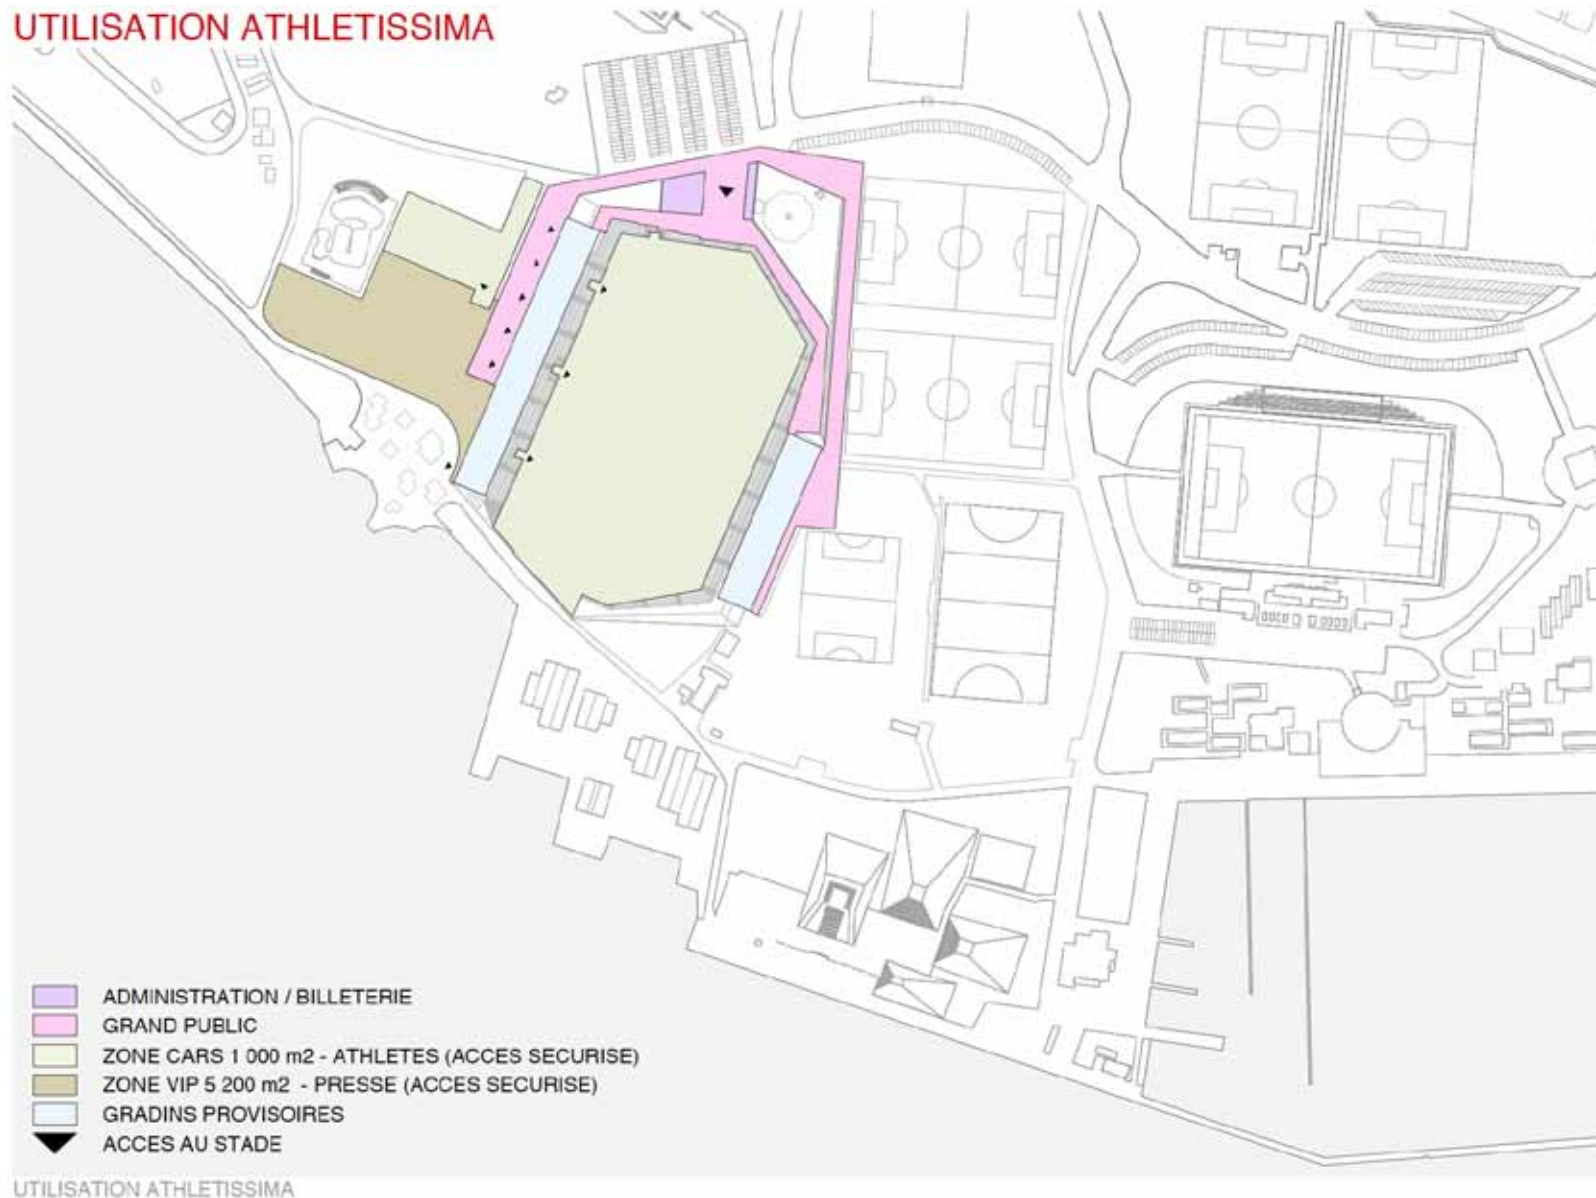 UTILISATION ATHLETISSIMA
ADMINISTRATION / BILLETERIE
GRAND PUBLIC
ZONE CARS 1 000 m2 - ATHLETES (ACCES SECURISE)
ZONE VIP 5 200 m2 - PRESSE (ACCES SECURISE)
GRADINS PROVISOIRES
ACCES AU STADE
UTILISATION ATHLETISSIMA